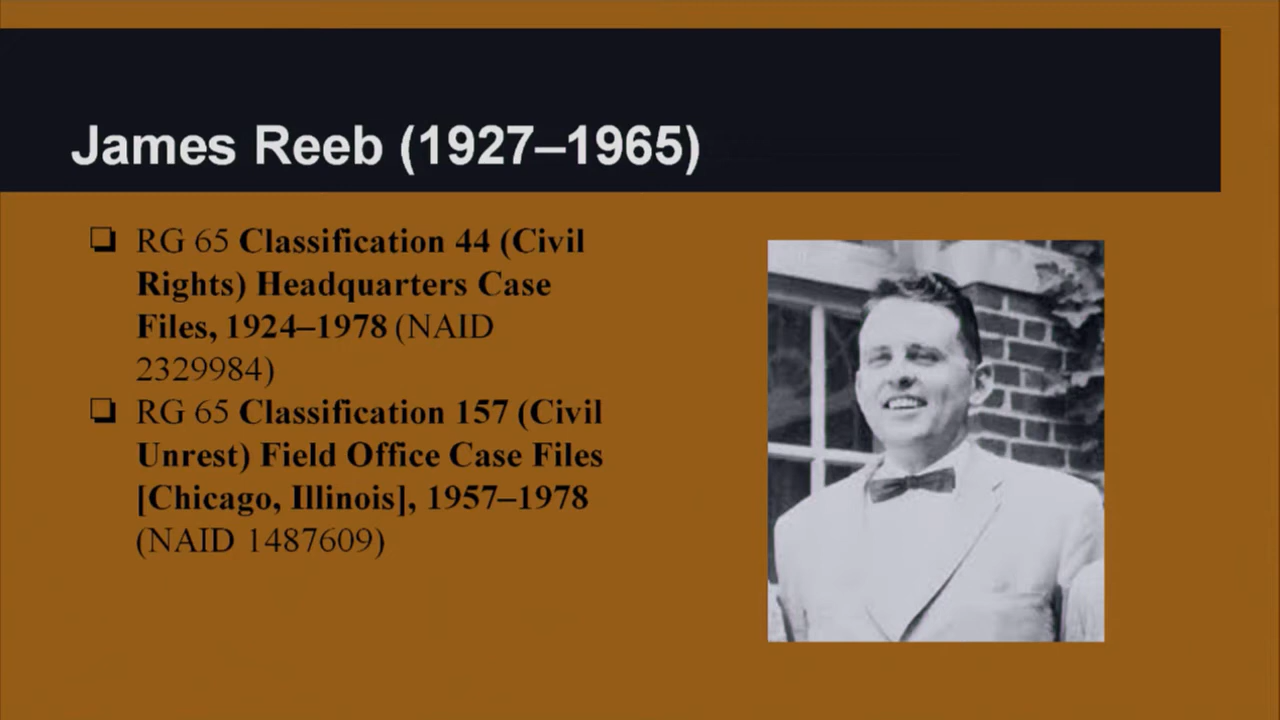 James Reeb (1927–1965)
RG 65 Classification 44 (Civil
Rights) Headquarters Case
Files, 1924–1978 (NAID
2329984)
RG 65 Classification 157 (Civil
Unrest) Field Office Case Files
[Chicago, Illinois], 1957–1978
(NAID 1487609)